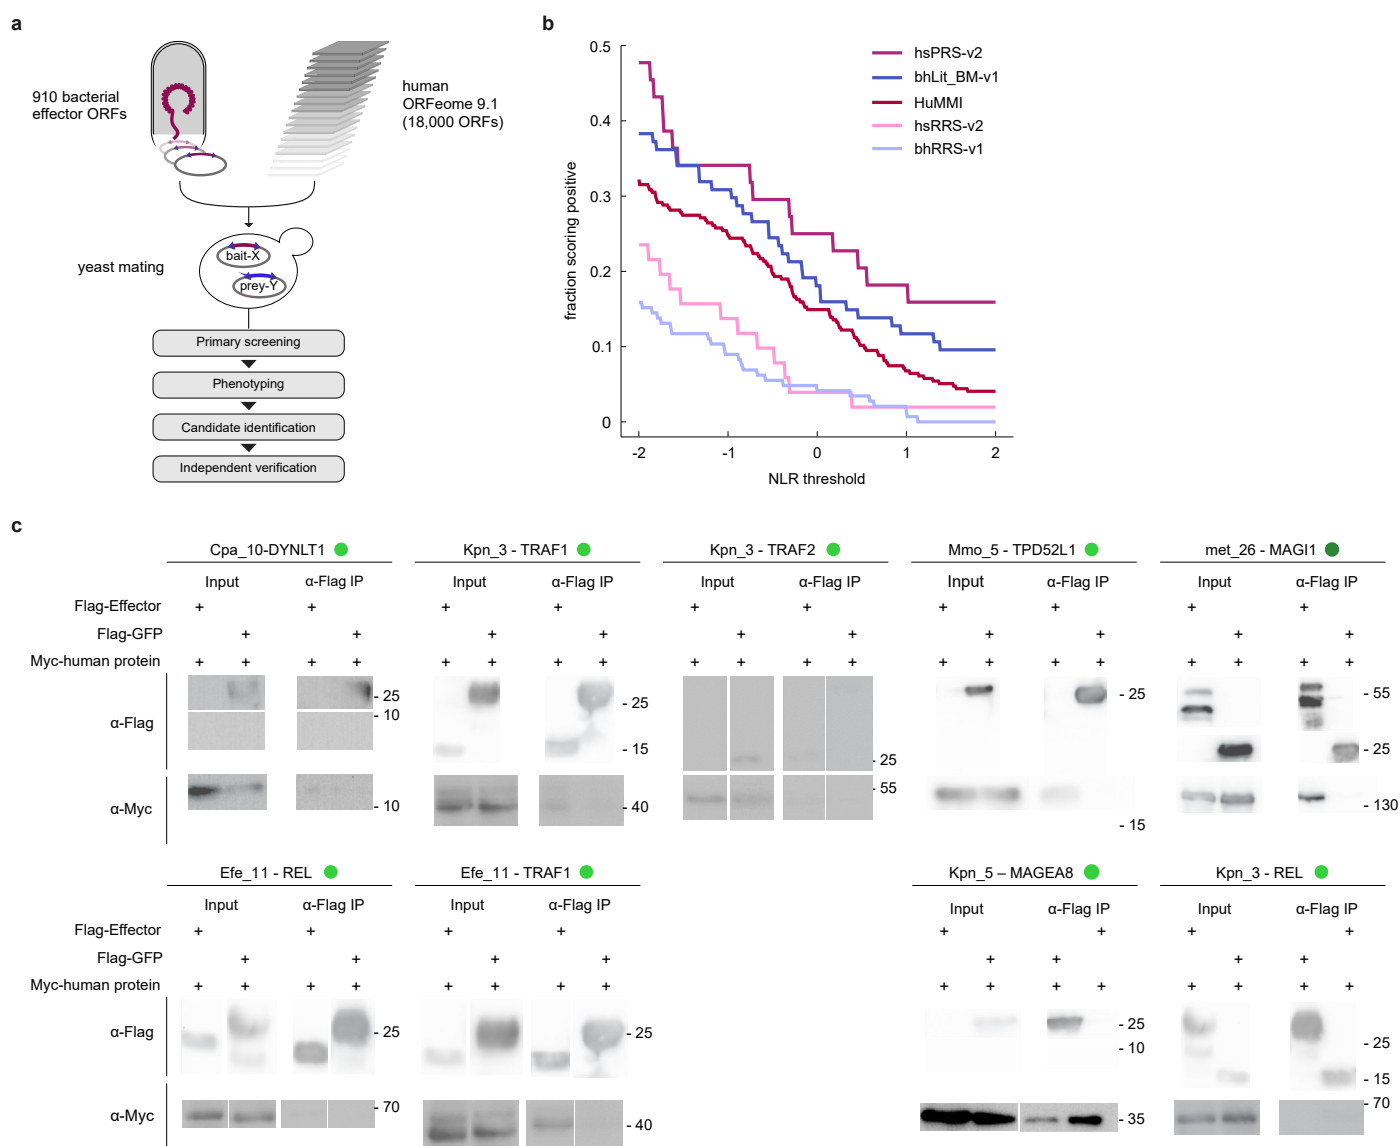 a
910 bacterial
effector ORFs
human
ORFeome 9.1
(18,000 ORFs)
yeast mating
bait-X
prey-Y
Primary screening
Phenotyping
Candidate identification
Independent verification
b
fraction scoring positive
0.5
0.4
0.3
0.2
0.1
0
-2 -1 0 1 2
NLR threshold
hsPRS-v2
bhLit_BM-v1
HuMMI
hsRRS-v2
bhRRS-v1
c
Cpa_10-DYNLT1 Kpn_3 - TRAF1 Kpn_3 - TRAF2 Mmo_5 - TPD52L1 met_26 - MAGI1
Input α-Flag IP Input α-Flag IP Input α-Flag IP Input α-Flag IP Input α-Flag IP
Flag-Effector + + + + + + + + + +
Flag-GFP + + + + + + + + + +
Myc-human protein + + + + + + + + + + + + + + + + + + + +
α-Flag
- 25
- 10
- 25
- 15
- 25
- 25
- 55
- 25
α-Myc
- 10
- 40
- 55
- 15
- 130
Efe_11 - REL Efe_11 - TRAF1 Kpn_5 – MAGEA8 Kpn_3 - REL
Input α-Flag IP Input α-Flag IP Input α-Flag IP Input α-Flag IP
Flag-Effector + + + + + + + +
Flag-GFP + + + + + + + +
Myc-human protein + + + + + + + + + + + + + + + +
α-Flag
- 25
- 25
- 25
- 10
- 25
- 15
α-Myc
- 70
- 40
- 35
- 70